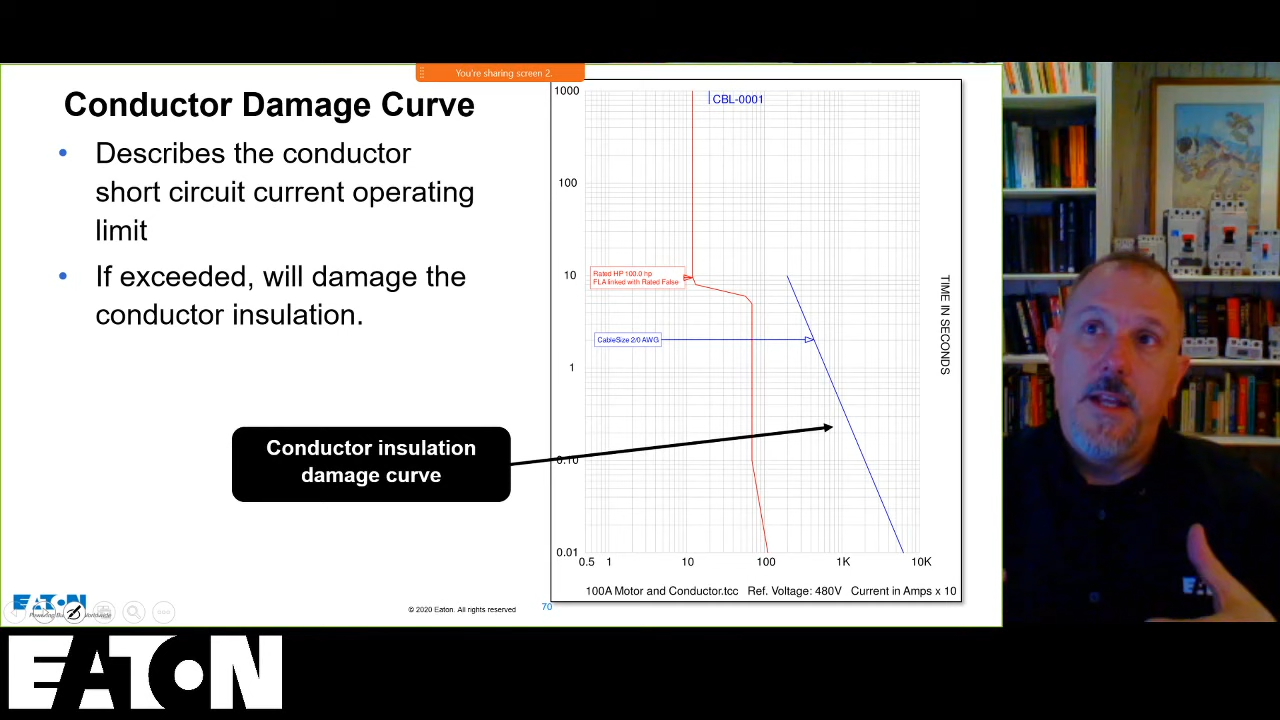 You're sharing screen 2.
Conductor Damage Curve
• Describes the conductor
short circuit current operating
limit
• If exceeded, will damage the
conductor insulation.
Conductor insulation
damage curve
1000
100
10
1
0.10
0.01
CBL-0001
Rated HP 100.0 hp
FLA linked with Rated False
CableSize 2/0 AWG
TIME IN SECONDS
0.5 1 10 100 1K 10K
100A Motor and Conductor.tcc Ref. Voltage: 480V Current in Amps x 10
EATON
© 2020 Eaton. All rights reserved
70
EATON
EATON